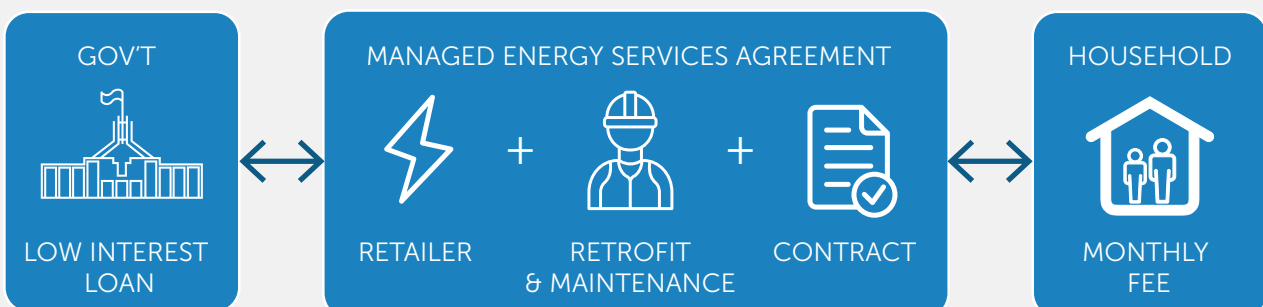 GOV'T
LOW INTEREST
LOAN
MANAGED ENERGY SERVICES AGREEMENT
+
+
RETAILER
RETROFIT
& MAINTENANCE
CONTRACT
HOUSEHOLD
MONTHLY
FEE